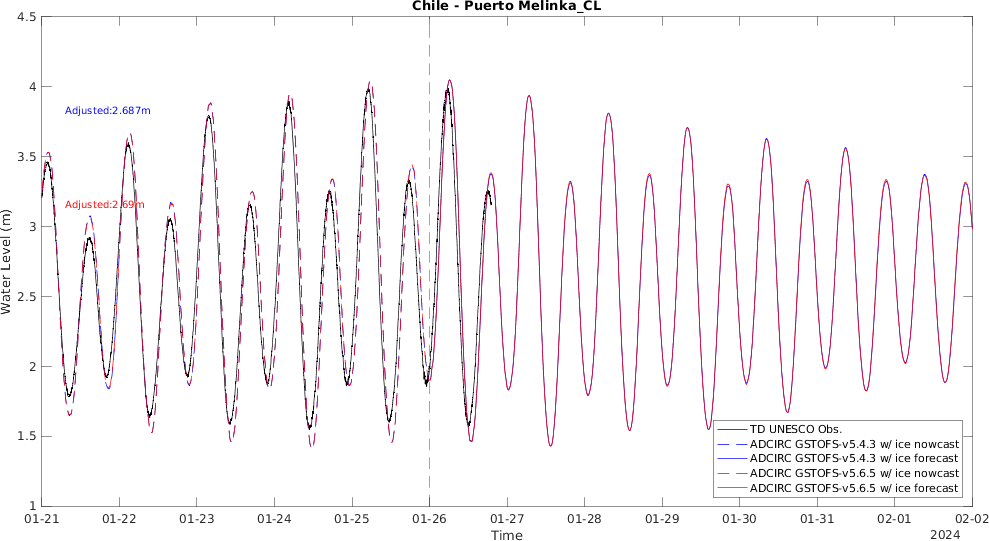 Chile - Puerto Melinka_CL
4.5
4
3.5
3
2.5
2
1.5
1
Water Level (m)
Adjusted:2.687m
Adjusted:2.69m
TD UNESCO Obs.
ADCIRC GSTOFS-v5.4.3 w/ ice nowcast
ADCIRC GSTOFS-v5.4.3 w/ ice forecast
ADCIRC GSTOFS-v5.6.5 w/ ice nowcast
ADCIRC GSTOFS-v5.6.5 w/ ice forecast
01-21 01-22 01-23 01-24 01-25 01-26 01-27 01-28 01-29 01-30 01-31 02-01 02-02
Time
2024